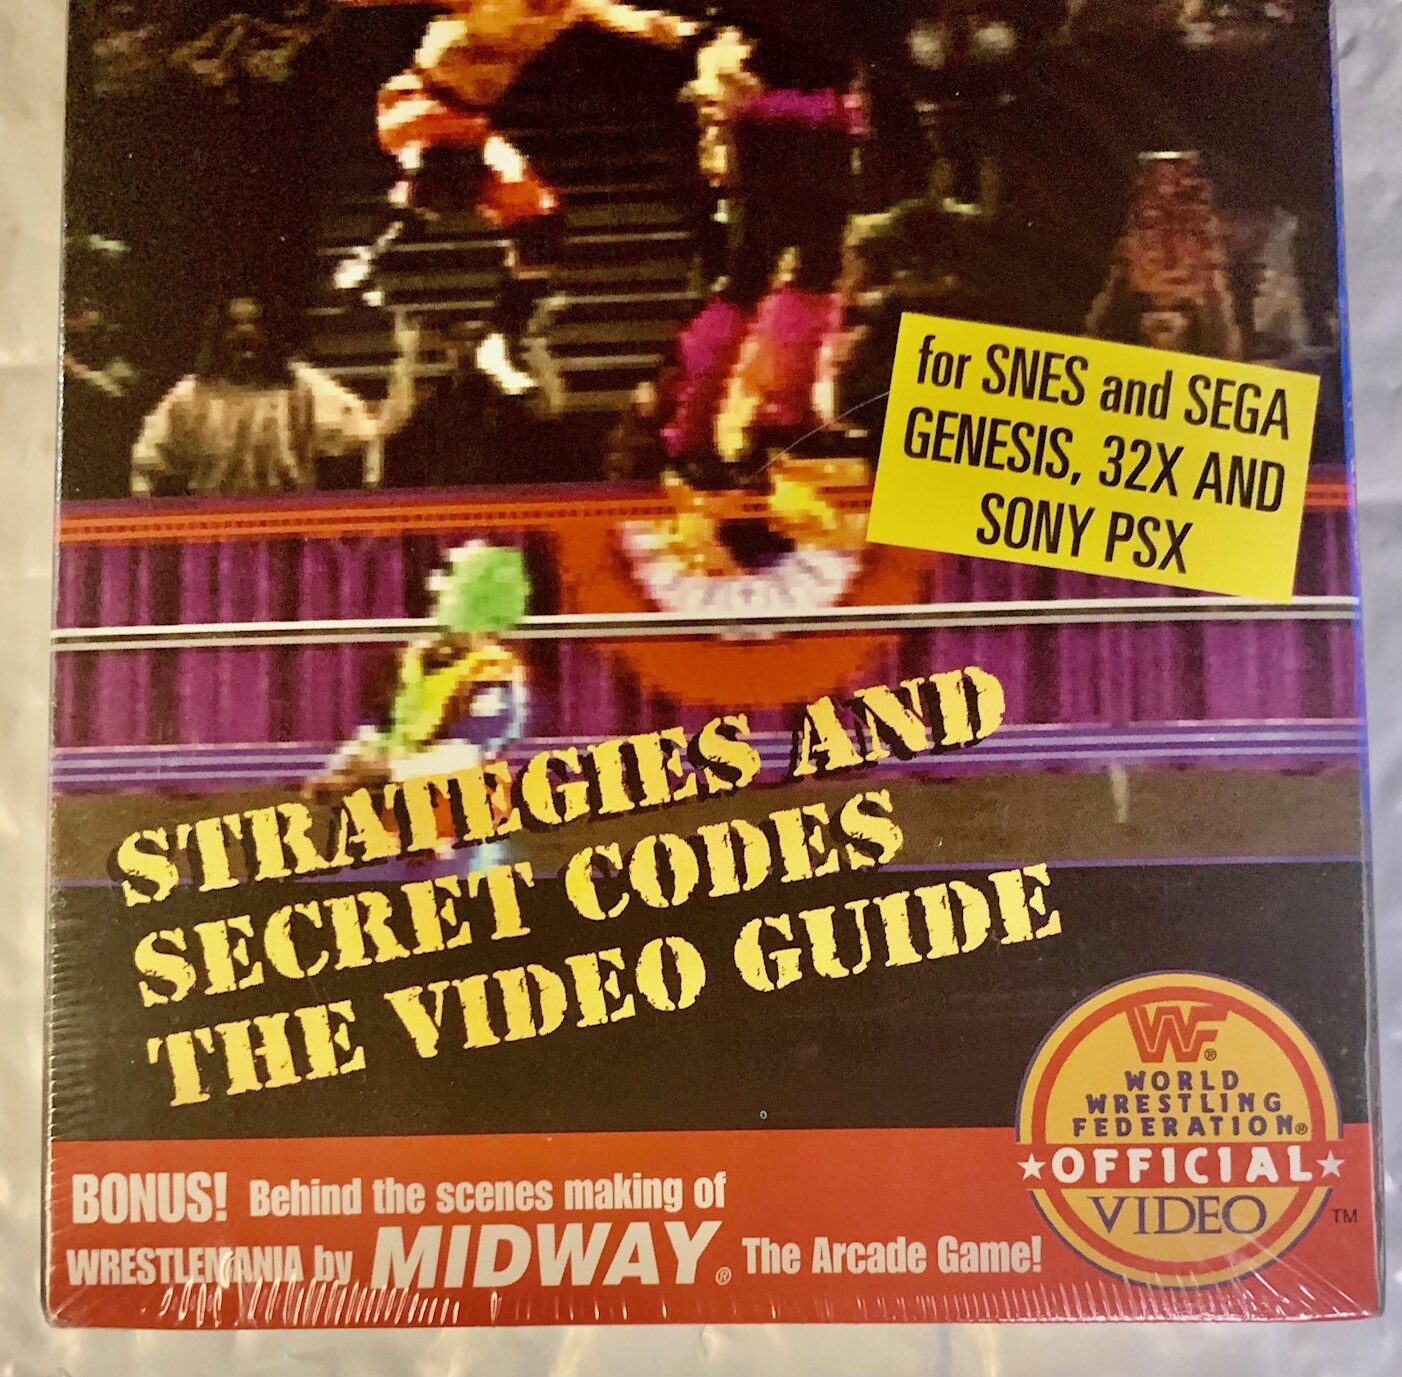 for SNES and SEGA
GENESIS, 32X AND
SONY PSX
STRATEGIES AND
SECRET CODES
THE VIDEO GUIDE
WF®
WORLD
WRESTLING
FEDERATION®
★OFFICIAL★
VIDEO
TM
BONUS! Behind the scenes making of
WRESTLEMANIA by MIDWAY® The Arcade Game!